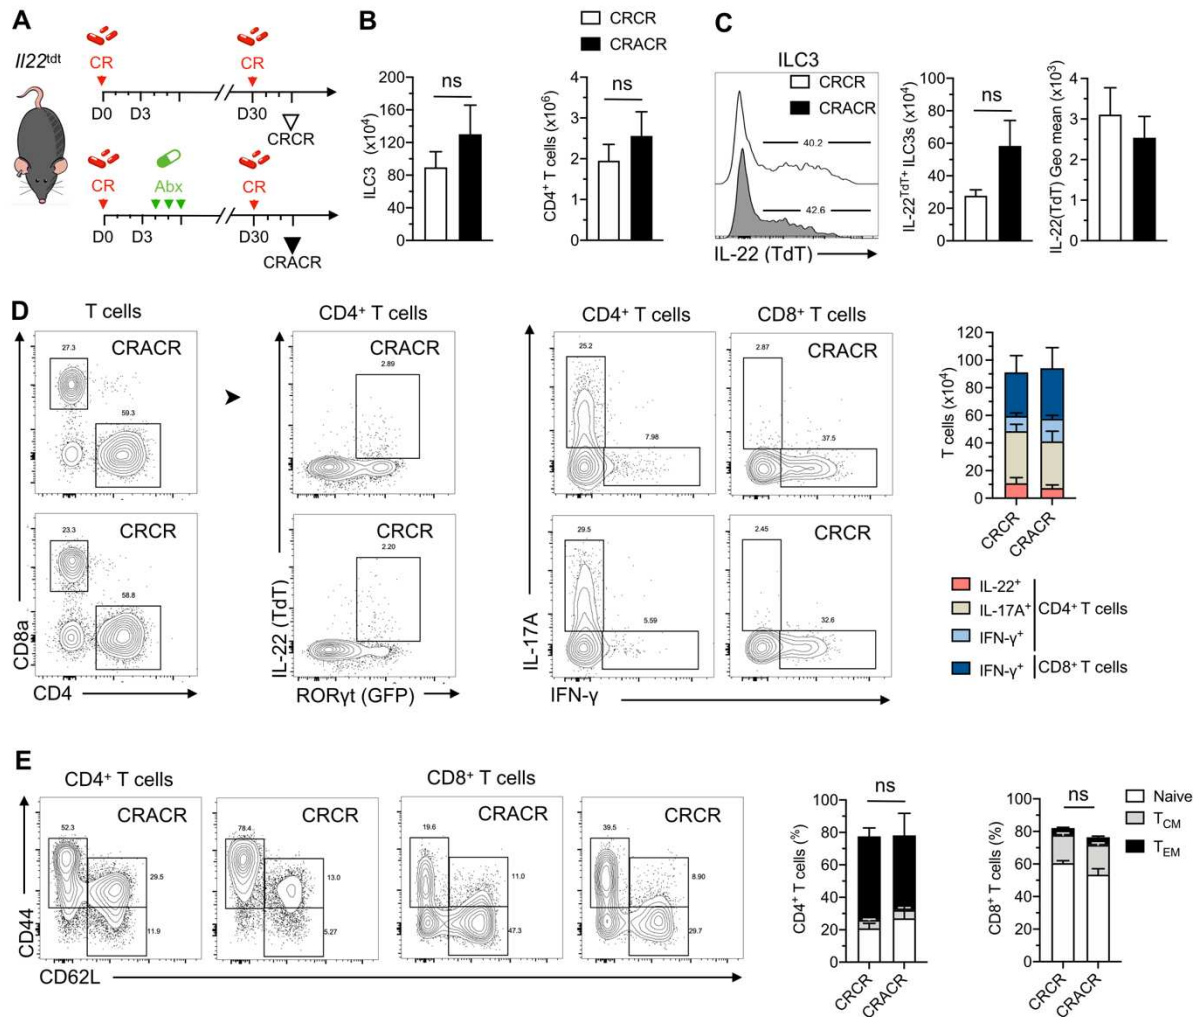 A
Il22tdt
CR
CR
D0
D3
D30
CRCR
CR
Abx
CR
D0
D3
D30
CRACR
B
CRCR
CRACR
ns
ILC3 (x10⁴)
200
160
120
80
40
0
CD4⁺ T cells (x10⁶)
4
3
2
1
0
C
ILC3
CRCR
CRACR
40.2
42.6
IL-22 (TdT)
ns
IL-22TdT+ ILC3s (x10⁴)
100
80
60
40
20
0
IL-22(TdT) Geo mean (x10³)
4
3
2
1
0
D
T cells
CRACR
27.3
59.3
CRCR
23.3
58.8
CD8a
CD4
CD4⁺ T cells
CRACR
2.89
CRCR
2.20
IL-22 (TdT)
RORγt (GFP)
CD4⁺ T cells
25.2
7.98
29.5
5.59
CD8⁺ T cells
CRACR
2.87
37.5
CRCR
2.45
32.6
IL-17A
IFN-γ
T cells (x10⁴)
120
100
80
60
40
20
0
CRCR
CRACR
IL-22⁺
IL-17A⁺
IFN-γ⁺
CD4⁺ T cells
IFN-γ⁺
CD8⁺ T cells
E
CD4⁺ T cells
CRACR
52.3
29.5
11.9
CRCR
78.4
13.0
5.27
CD8⁺ T cells
CRACR
19.6
11.0
47.3
CRCR
39.5
8.90
29.7
CD44
CD62L
ns
CD4⁺ T cells (%)
100
80
60
40
20
0
CRCR
CRACR
ns
CD8⁺ T cells (%)
100
80
60
40
20
0
CRCR
CRACR
Naive
TCM
TEM